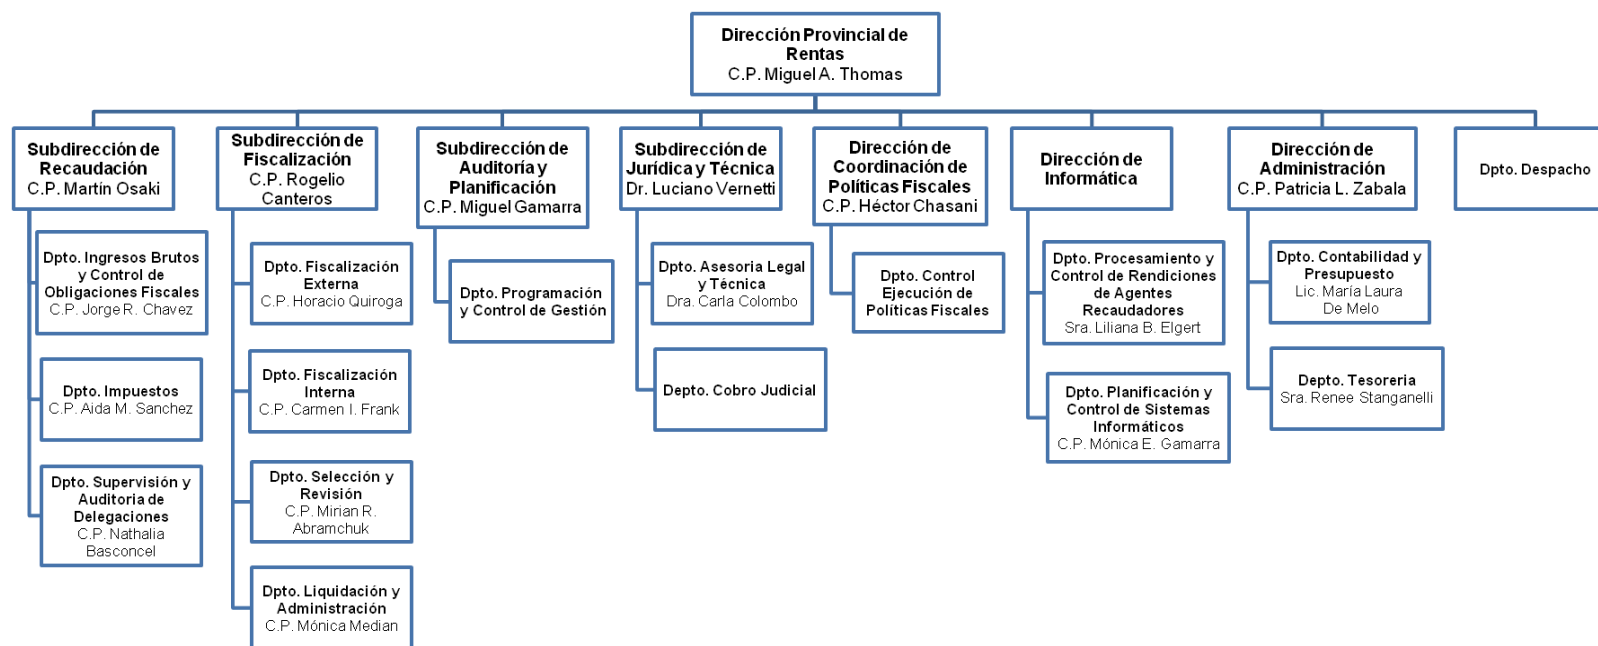 Dirección Provincial de
Rentas
C.P. Miguel A. Thomas
Subdirección de
Recaudación
C.P. Martín Osaki
Dpto. Ingresos Brutos
y Control de
Obligaciones Fiscales
C.P. Jorge R. Chavez
Dpto. Impuestos
C.P. Aida M. Sanchez
Dpto. Supervisión y
Auditoria de
Delegaciones
C.P. Nathalia
Basconcel
Subdirección de
Fiscalización
C.P. Rogelio
Canteros
Dpto. Fiscalización
Externa
C.P. Horacio Quiroga
Dpto. Fiscalización
Interna
C.P. Carmen I. Frank
Dpto. Selección y
Revisión
C.P. Mirian R.
Abramchuk
Dpto. Liquidación y
Administración
C.P. Mónica Median
Subdirección de
Auditoría y
Planificación
C.P. Miguel Gamarra
Dpto. Programación
y Control de Gestión
Subdirección de
Jurídica y Técnica
Dr. Luciano Vernetti
Dpto. Asesoria Legal
y Técnica
Dra. Carla Colombo
Depto. Cobro Judicial
Dirección de
Coordinación de
Políticas Fiscales
C.P. Héctor Chasani
Dpto. Control
Ejecución de
Políticas Fiscales
Dirección de
Informática
Dpto. Procesamiento y
Control de Rendiciones
de Agentes
Recaudadores
Sra. Liliana B. Elgert
Dpto. Planificación y
Control de Sistemas
Informáticos
C.P. Mónica E. Gamarra
Dirección de
Administración
C.P. Patricia L. Zabala
Dpto. Contabilidad y
Presupuesto
Lic. María Laura
De Melo
Depto. Tesoreria
Sra. Renee Stanganelli
Dpto. Despacho